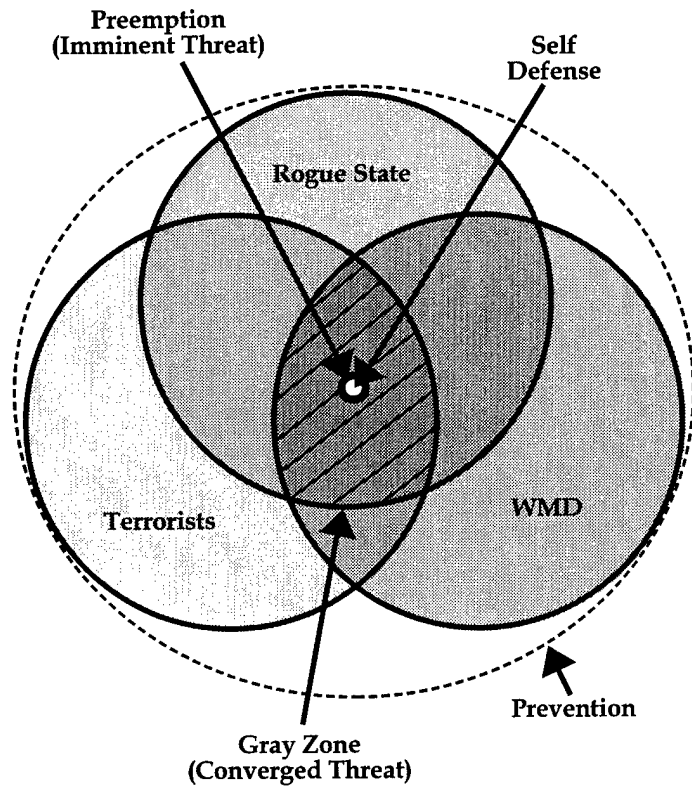 Preemption
(Imminent Threat)
Self
Defense
Rogue State
Terrorists
WMD
Prevention
Gray Zone
(Converged Threat)